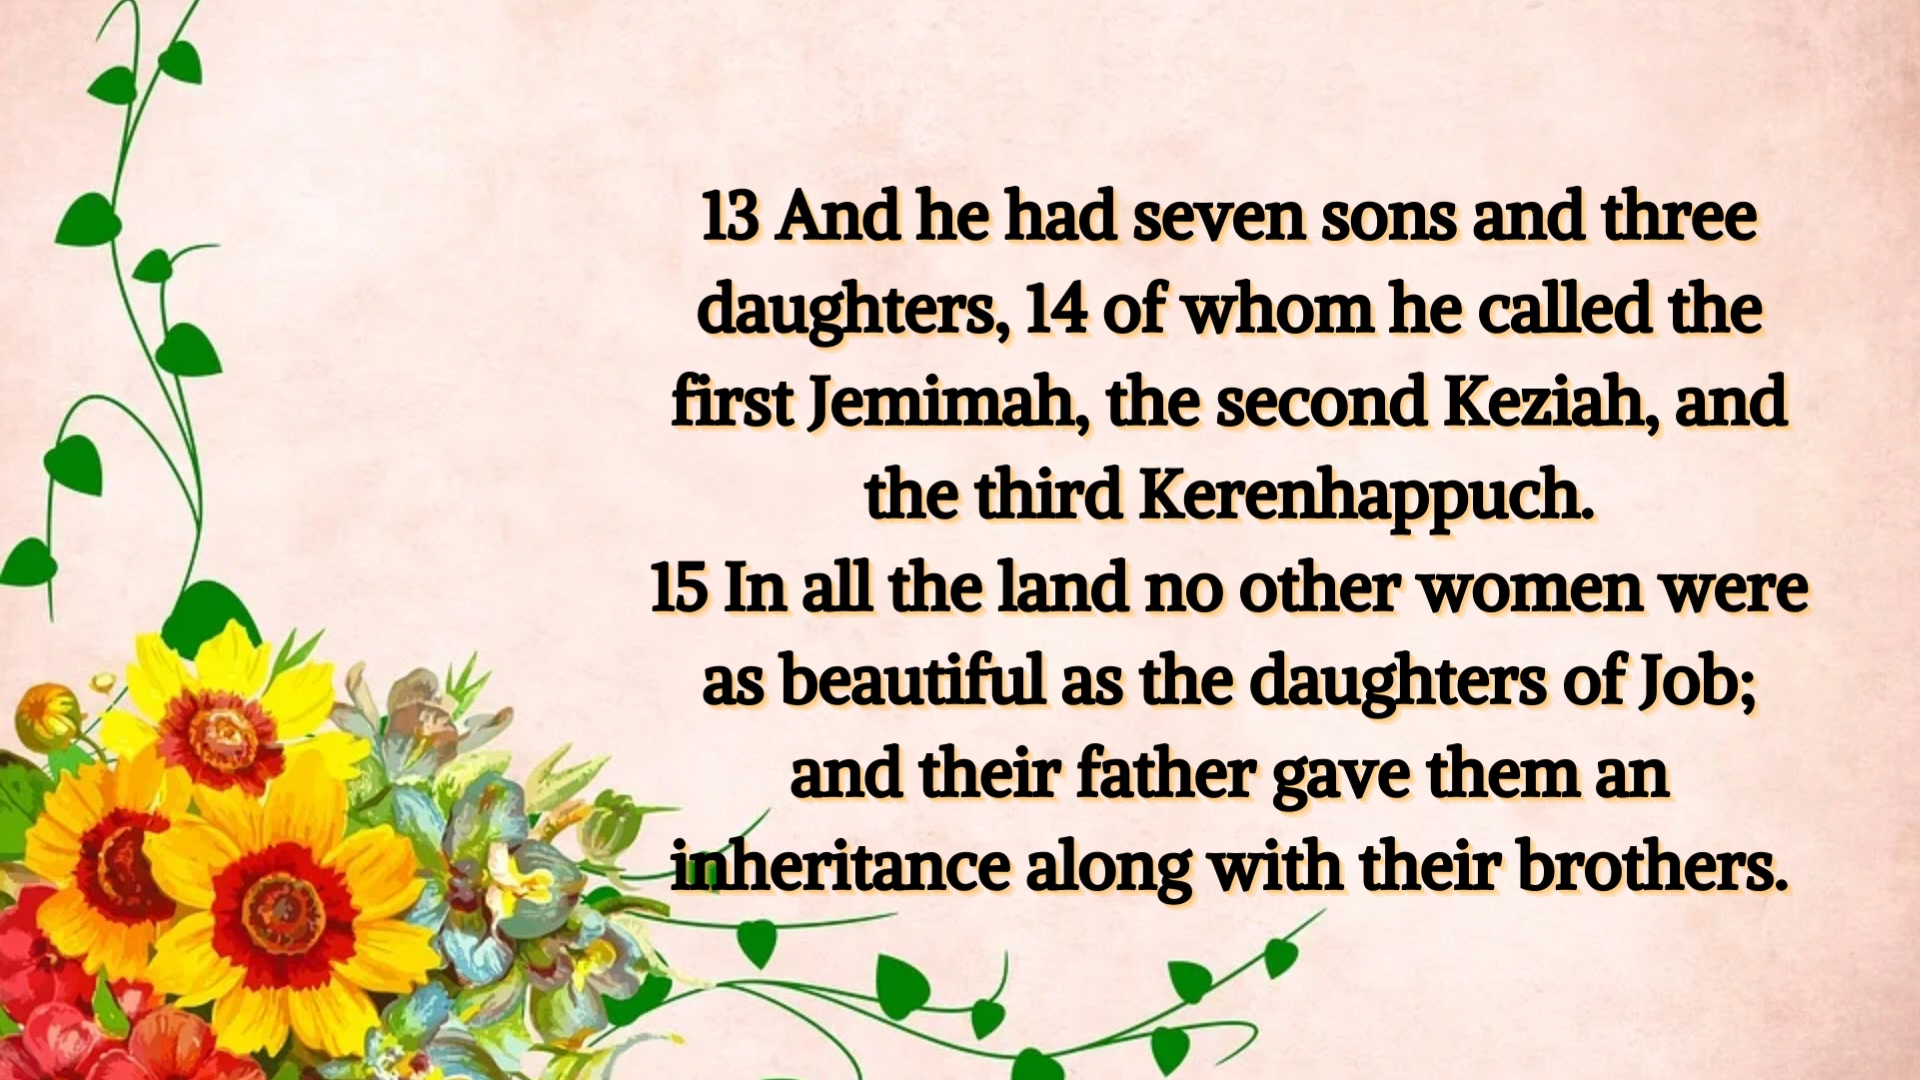 13 And he had seven sons and three
daughters, 14 of whom he called the
first Jemimah, the second Keziah, and
the third Kerenhappuch.
15 In all the land no other women were
as beautiful as the daughters of Job;
and their father gave them an
inheritance along with their brothers.